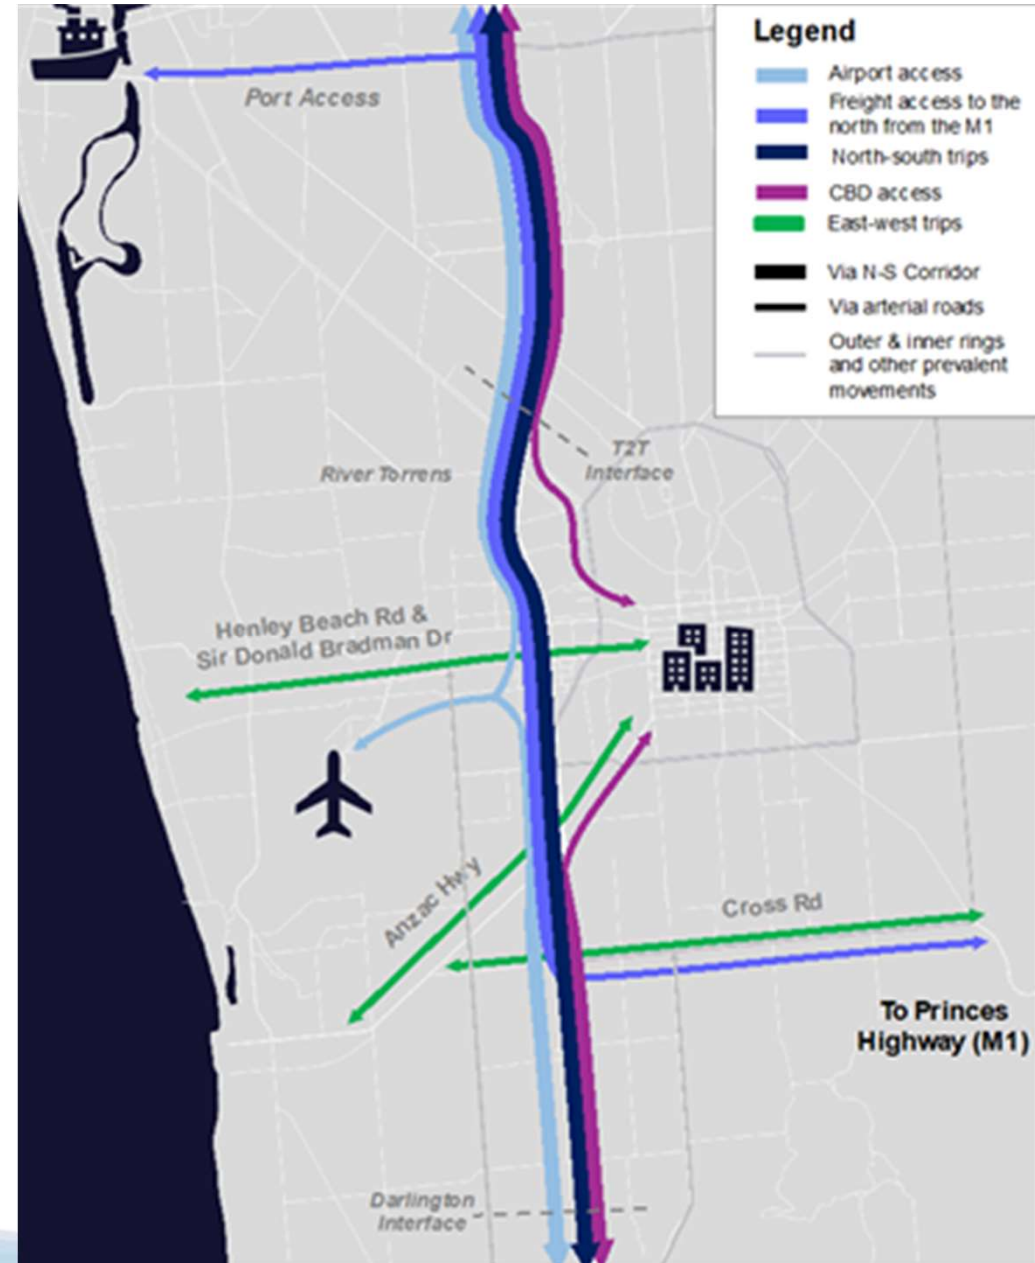 Legend
Airport access
Freight access to the
north from the M1
North-south trips
CBD access
East-west trips
Via N-S Corridor
Via arterial roads
Outer & inner rings
and other prevalent
movements
Port Access
T2T
Interface
River Torrens
Henley Beach Rd &
Sir Donald Bradman Dr
Anzac Hwy
Cross Rd
To Princes
Highway (M1)
Darlington
Interface